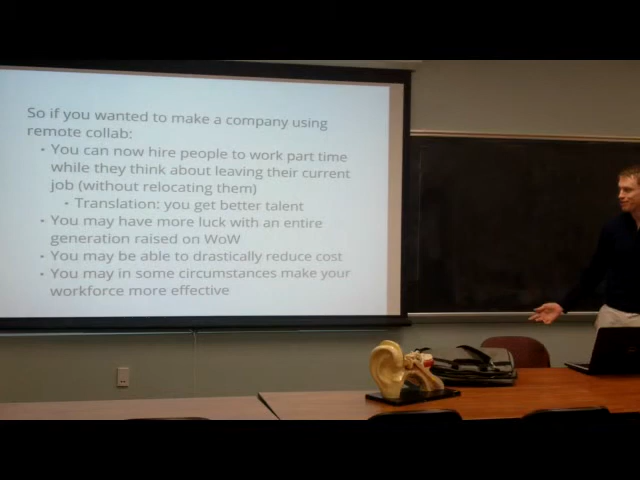 So if you wanted to make a company using
remote collab:
• You can now hire people to work part time
while they think about leaving their current
job (without relocating them)
• Translation: you get better talent
• You may have more luck with an entire
generation raised on WoW
• You may be able to drastically reduce cost
• You may in some circumstances make your
workforce more effective